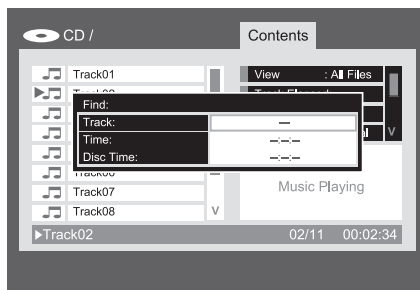 CD /
Contents
Track01
View : All Files
Find:
Track: –
Time: –:–:–
Disc Time: –:–:–
Track07
Music Playing
Track08
Track02 02/11 00:02:34